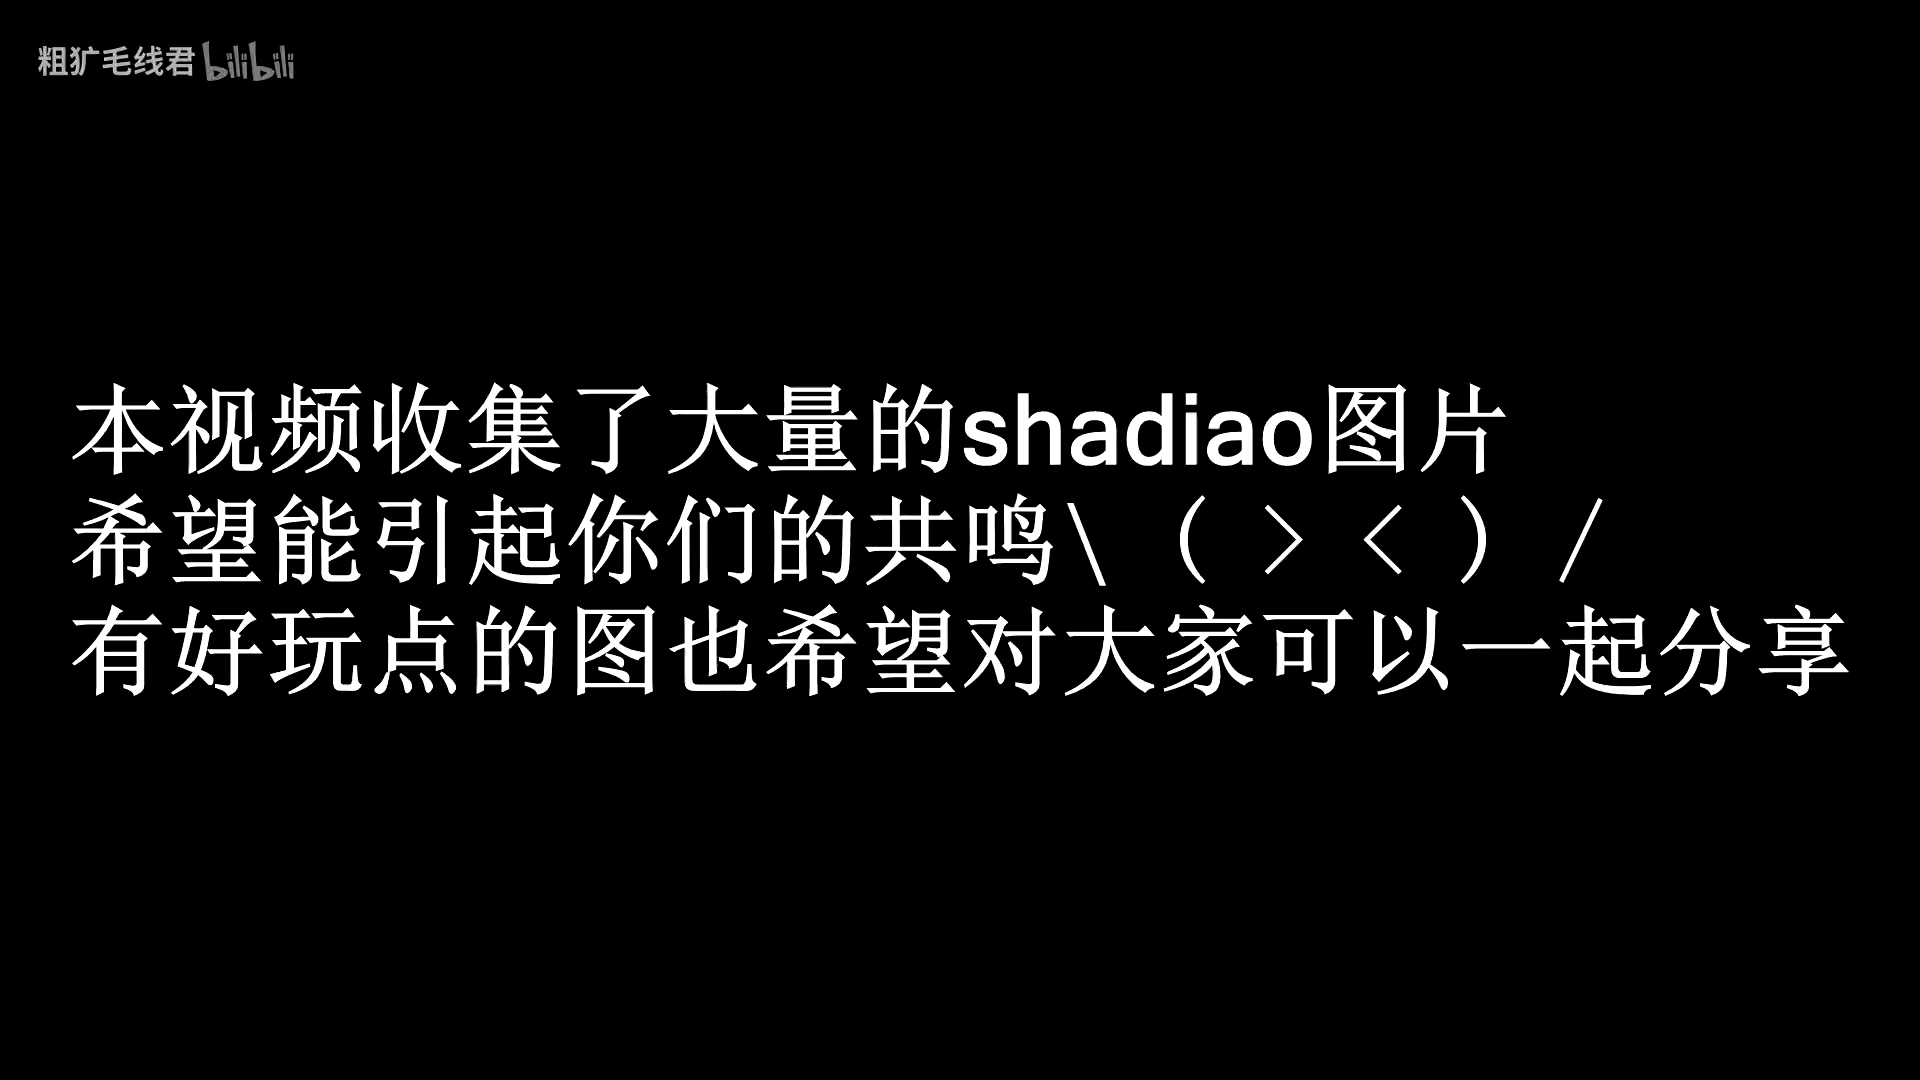 粗犷毛线君 bilibili
本视频收集了大量的shadiao图片
希望能引起你们的共鸣\（＞＜）/
有好玩点的图也希望对大家可以一起分享